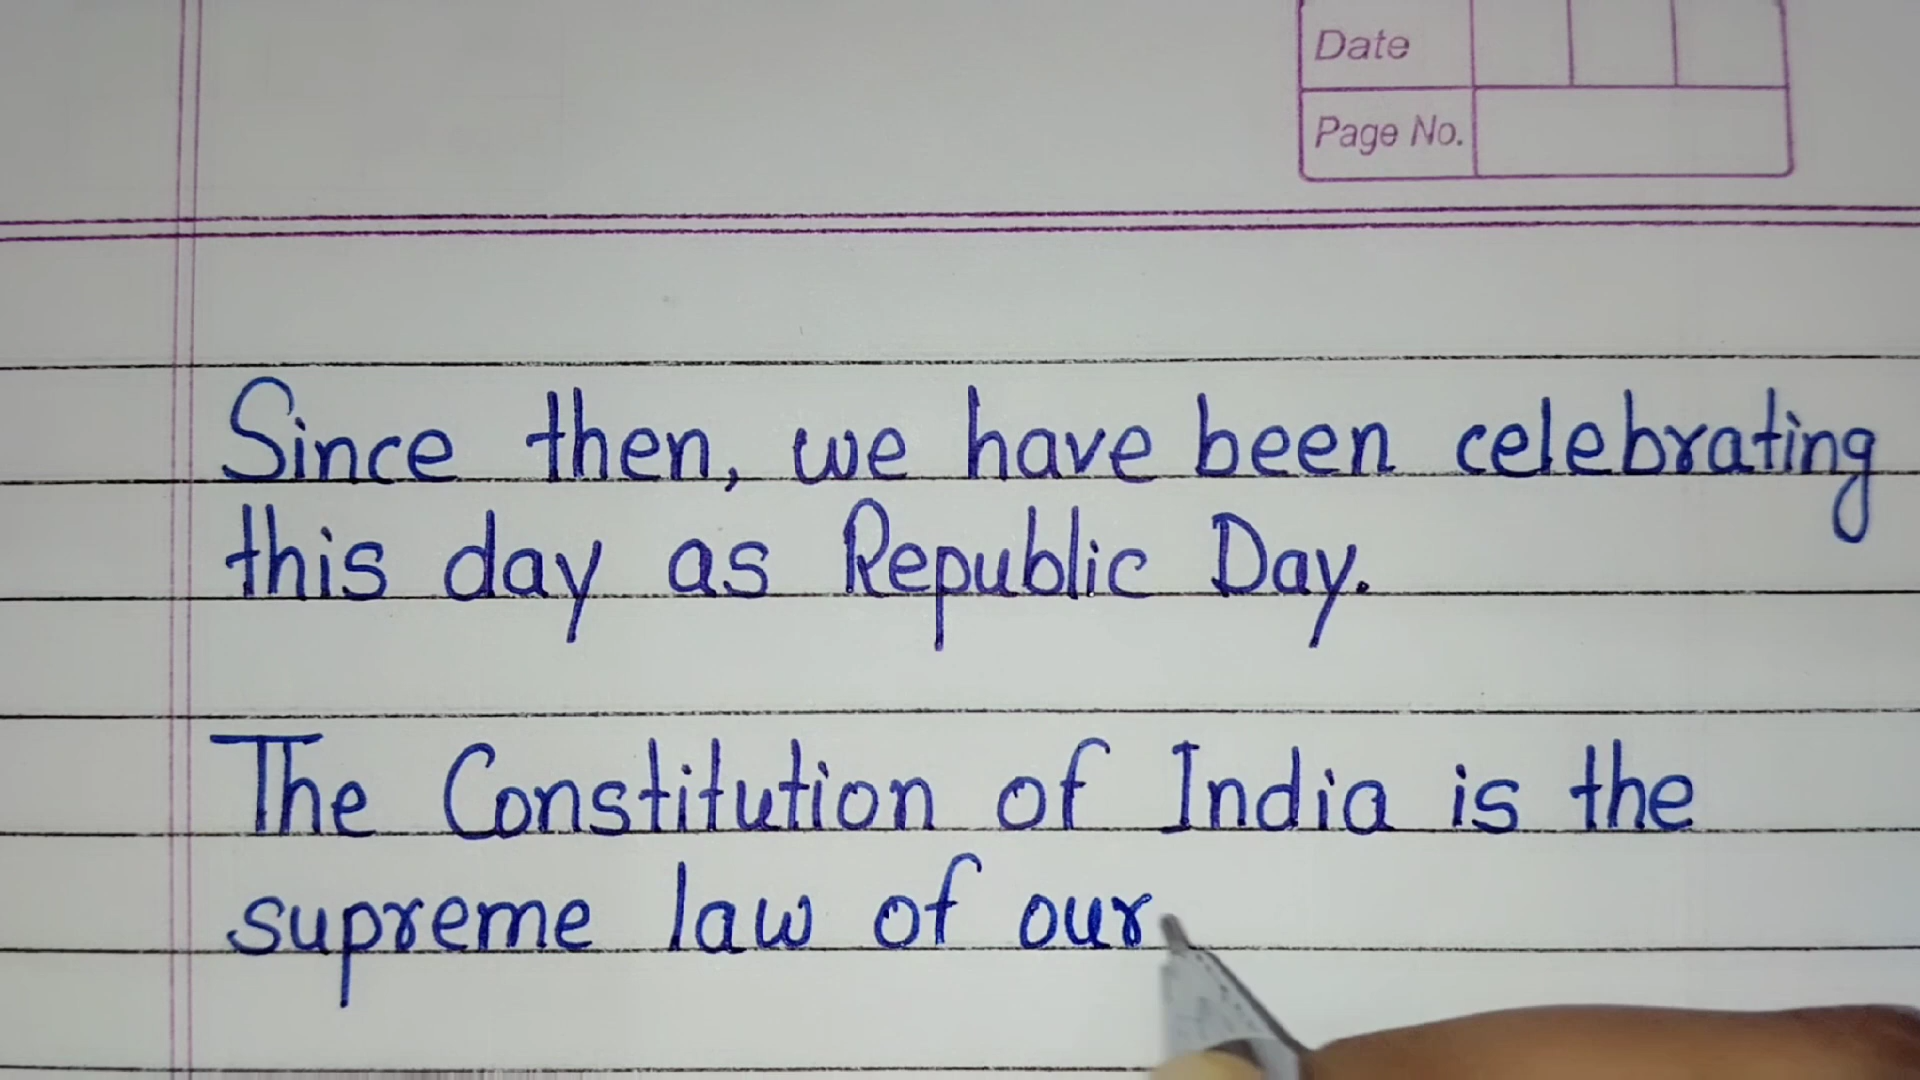 Date
Page No.
Since then, we have been celebrating
this day as Republic Day.
The Constitution of India is the
supreme law of our